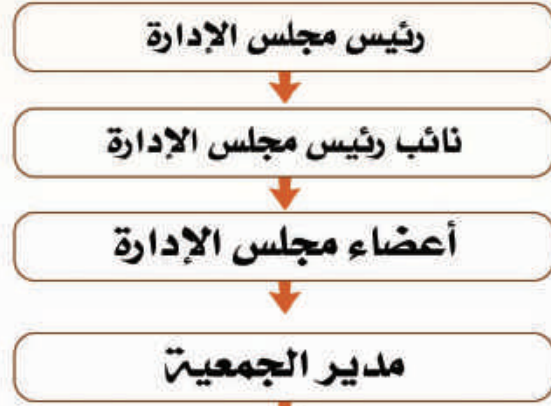 رئيس مجلس الإدارة
نائب رئيس مجلس الإدارة
أعضاء مجلس الإدارة
مدير الجمعية